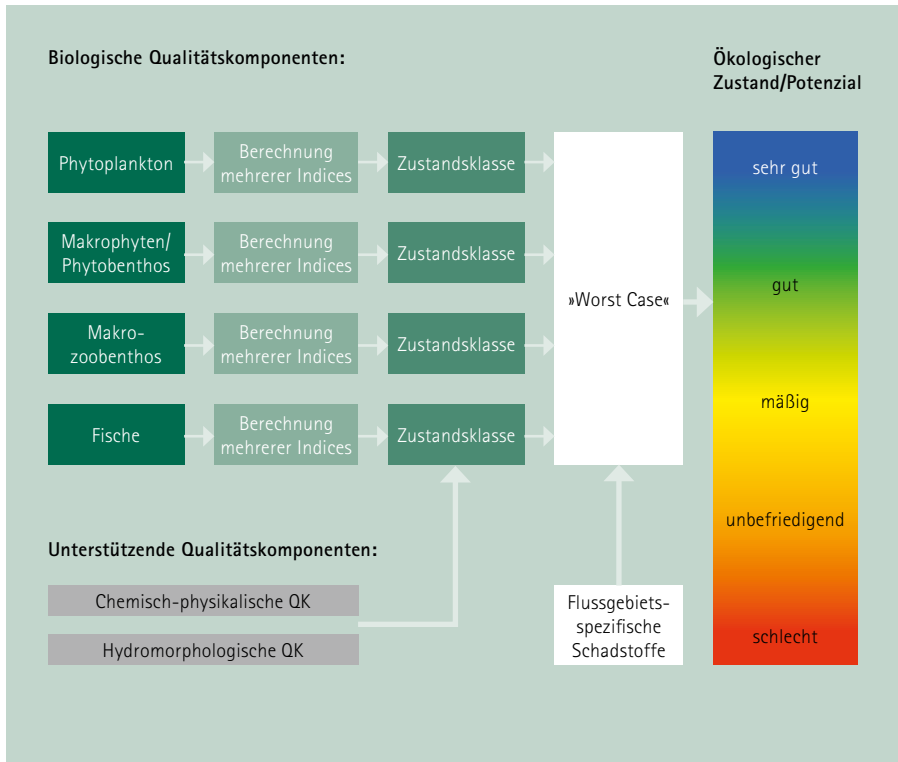 Biologische Qualitätskomponenten:
Ökologischer
Zustand/Potenzial
Phytoplankton
Berechnung
mehrerer Indices
Zustandsklasse
Makrophyten/
Phytobenthos
Berechnung
mehrerer Indices
Zustandsklasse
Makro-
zoobenthos
Berechnung
mehrerer Indices
Zustandsklasse
Fische
Berechnung
mehrerer Indices
Zustandsklasse
»Worst Case«
sehr gut
gut
mäßig
unbefriedigend
schlecht
Unterstützende Qualitätskomponenten:
Chemisch-physikalische QK
Hydromorphologische QK
Flussgebiets-
spezifische
Schadstoffe